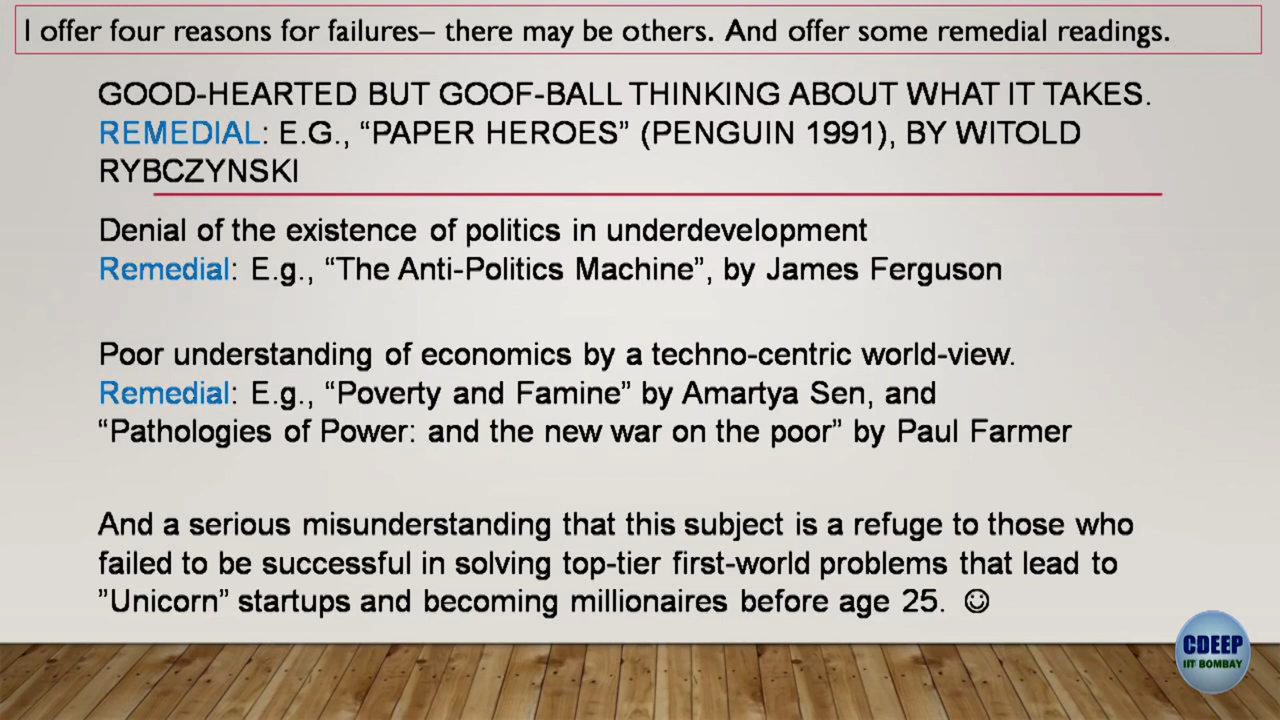 I offer four reasons for failures– there may be others. And offer some remedial readings.
GOOD-HEARTED BUT GOOF-BALL THINKING ABOUT WHAT IT TAKES.
REMEDIAL: E.G., “PAPER HEROES” (PENGUIN 1991), BY WITOLD
RYBCZYNSKI
Denial of the existence of politics in underdevelopment
Remedial: E.g., “The Anti-Politics Machine”, by James Ferguson
Poor understanding of economics by a techno-centric world-view.
Remedial: E.g., “Poverty and Famine” by Amartya Sen, and
“Pathologies of Power: and the new war on the poor” by Paul Farmer
And a serious misunderstanding that this subject is a refuge to those who
failed to be successful in solving top-tier first-world problems that lead to
”Unicorn” startups and becoming millionaires before age 25. ☺
CDEEP
IIT BOMBAY